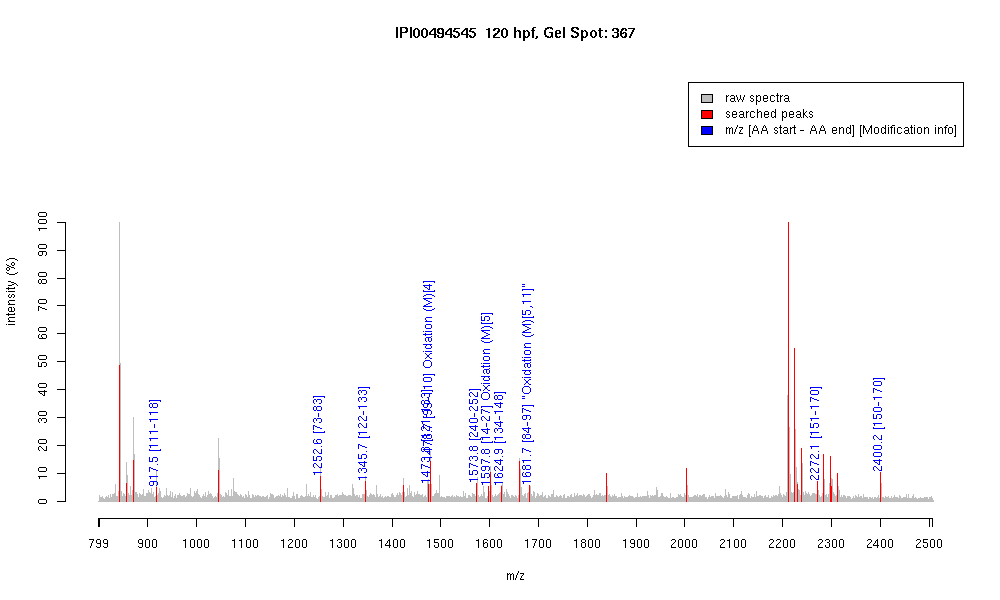 IPI00494545 120 hpf, Gel Spot: 367
raw spectra
searched peaks
m/z [AA start - AA end] [Modification info]
intensity (%)
100
90
80
70
60
50
40
30
20
10
0
917.5 [111-118]
1252.6 [73-83]
1345.7 [122-133]
[99-110] Oxidation (M)[4]
1573.8 [240-252]
1597.8 [14-27] Oxidation (M)[5]
1624.9 [134-148]
1681.7 [84-97] "Oxidation (M)[5,11]"
2272.1 [151-170]
2400.2 [150-170]
799 900 1000 1100 1200 1300 1400 1500 1600 1700 1800 1900 2000 2100 2200 2300 2400 2500
m/z